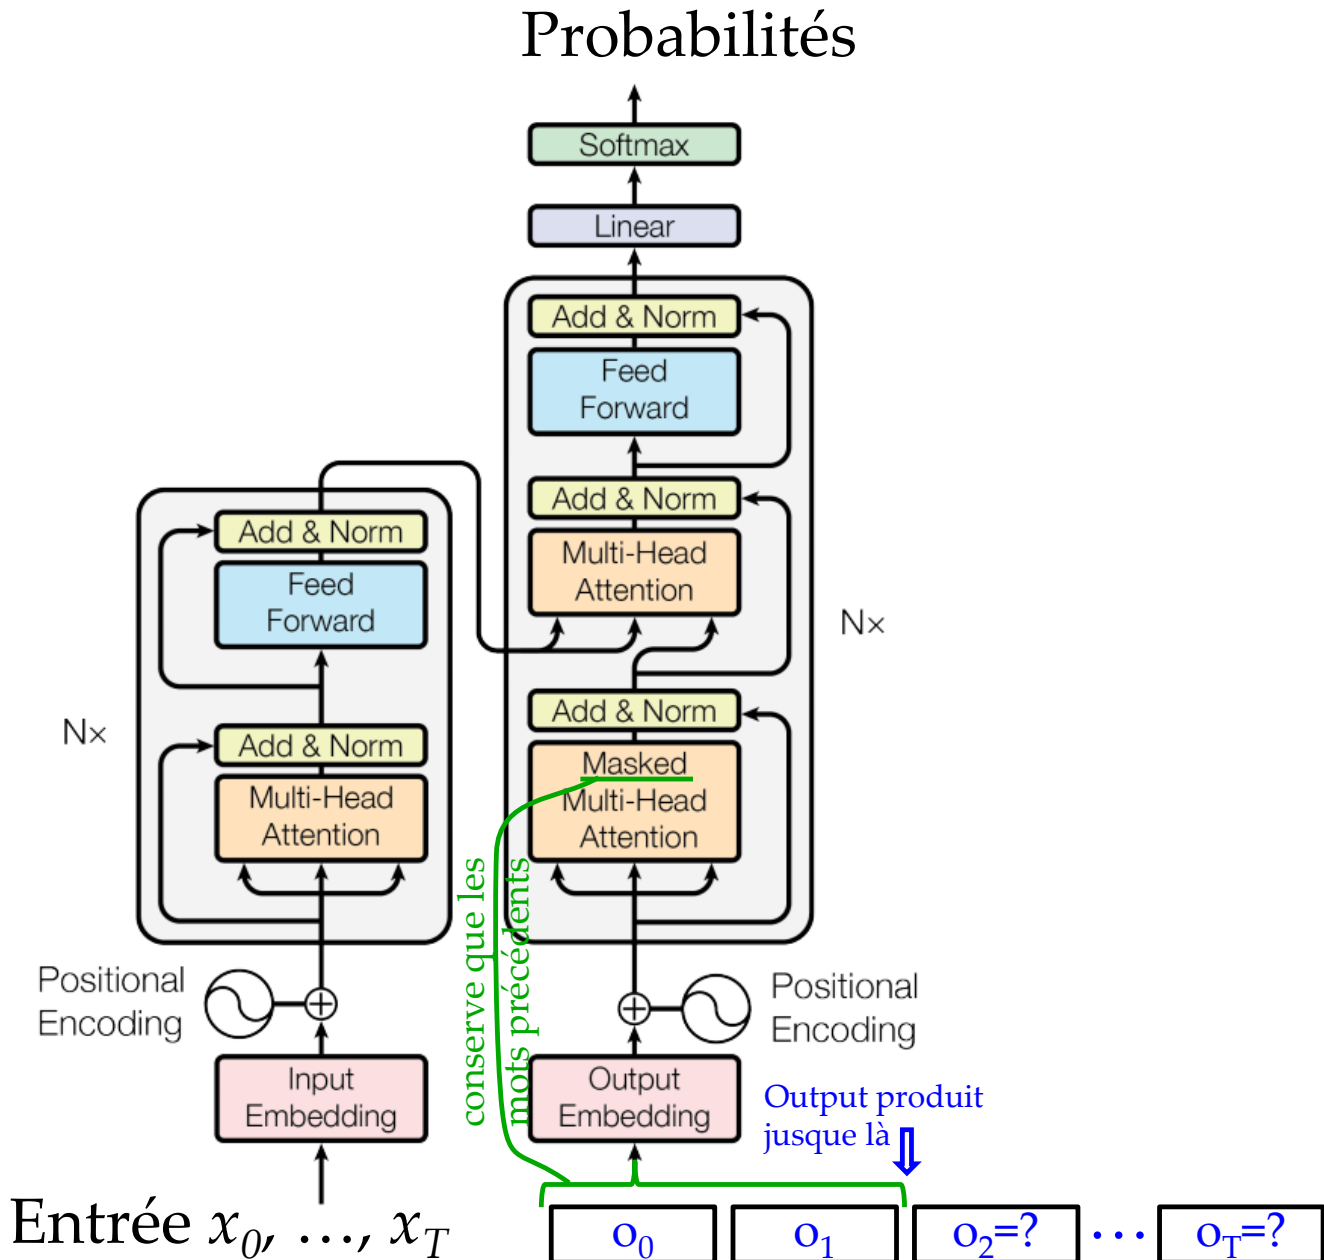 Probabilités
Softmax
Linear
Add & Norm
Feed
Forward
Add & Norm
Multi-Head
Attention
N×
Add & Norm
Masked
Multi-Head
Attention
Add & Norm
Feed
Forward
N×
Add & Norm
Multi-Head
Attention
conserve que les
mots précédents
Positional
Encoding
Positional
Encoding
Input
Embedding
Output
Embedding
Output produit
jusque là
Entrée x0, …, xT
o0
o1
o2=?
…
oT=?